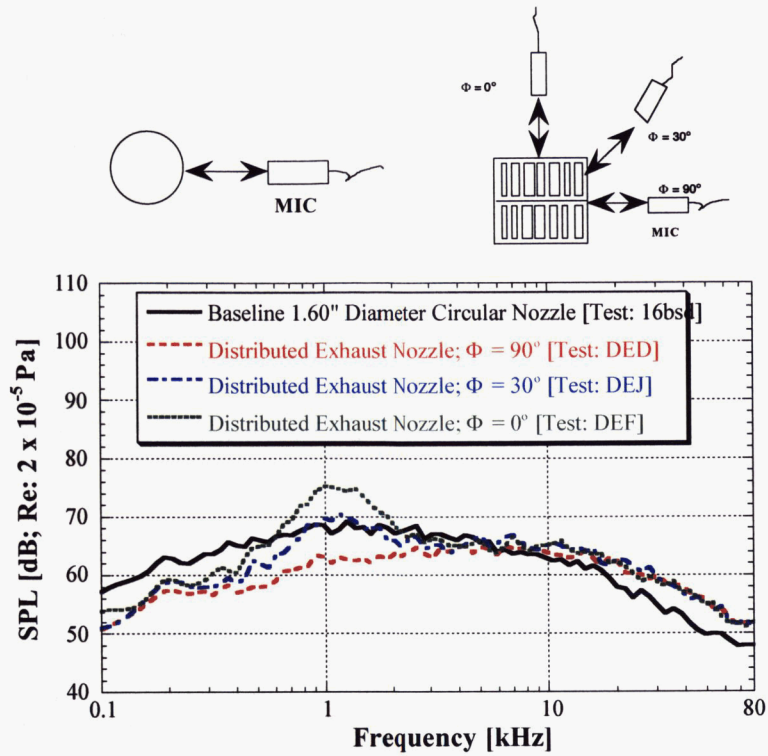 Φ = 0°
Φ = 30°
Φ = 90°
MIC
MIC
110
100
90
80
70
60
50
40
SPL [dB; Re: 2 x 10⁻⁵ Pa]
Baseline 1.60" Diameter Circular Nozzle [Test: 16bsd]
Distributed Exhaust Nozzle; Φ = 90° [Test: DED]
Distributed Exhaust Nozzle; Φ = 30° [Test: DEJ]
Distributed Exhaust Nozzle; Φ = 0° [Test: DEF]
0.1 1 10 80
Frequency [kHz]